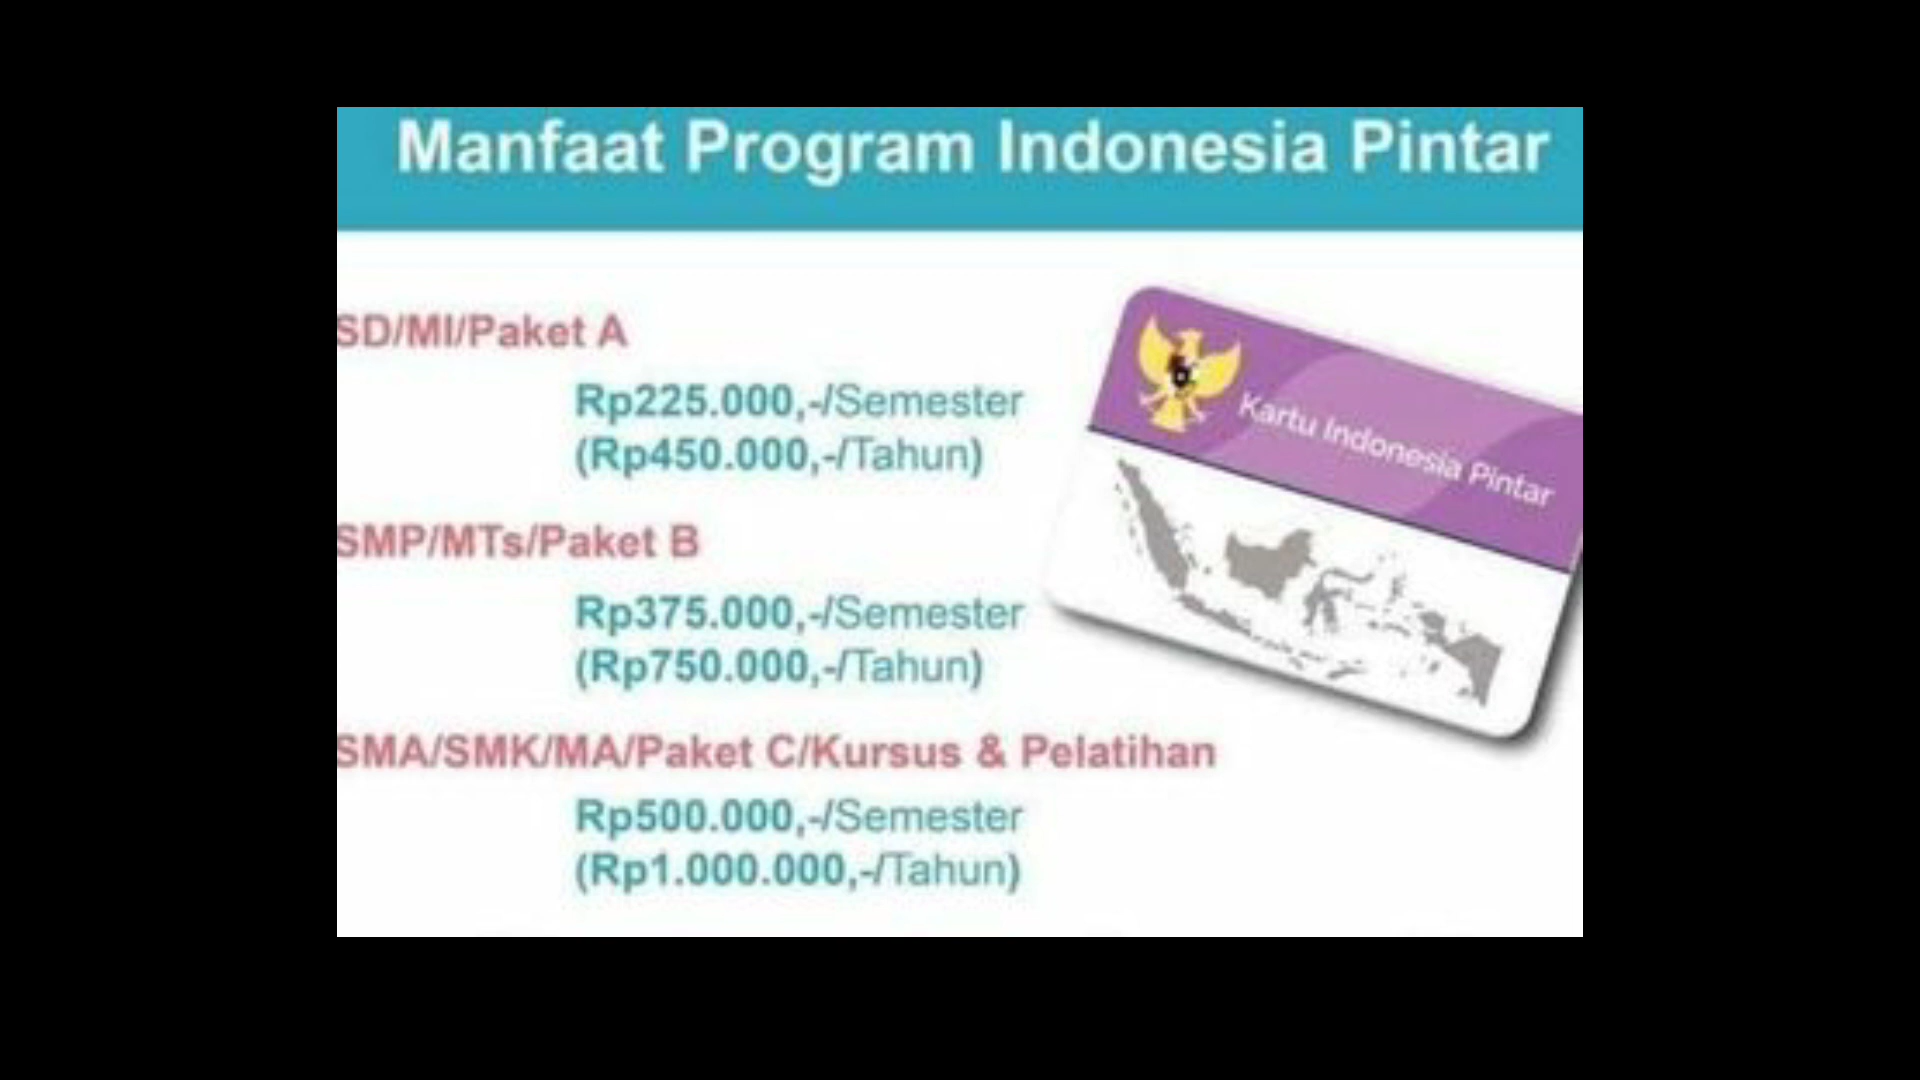 Manfaat Program Indonesia Pintar
SD/MI/Paket A
Rp225.000,-/Semester
(Rp450.000,-/Tahun)
SMP/MTs/Paket B
Rp375.000,-/Semester
(Rp750.000,-/Tahun)
SMA/SMK/MA/Paket C/Kursus & Pelatihan
Rp500.000,-/Semester
(Rp1.000.000,-/Tahun)
Kartu Indonesia Pintar